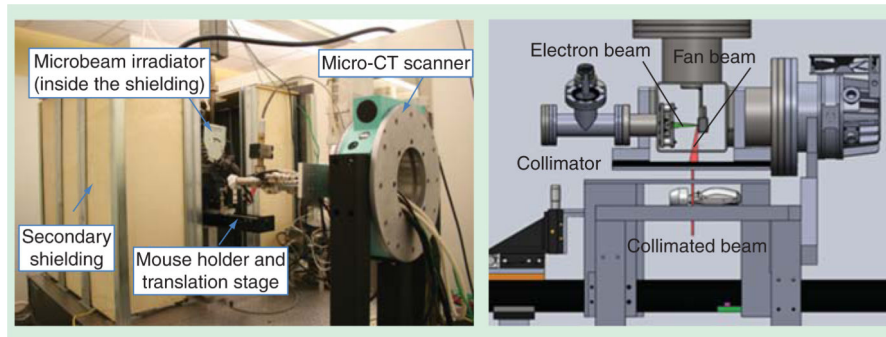 Microbeam irradiator
(inside the shielding)
Micro-CT scanner
Secondary
shielding
Mouse holder and
translation stage
Electron beam
Fan beam
Collimator
Collimated beam